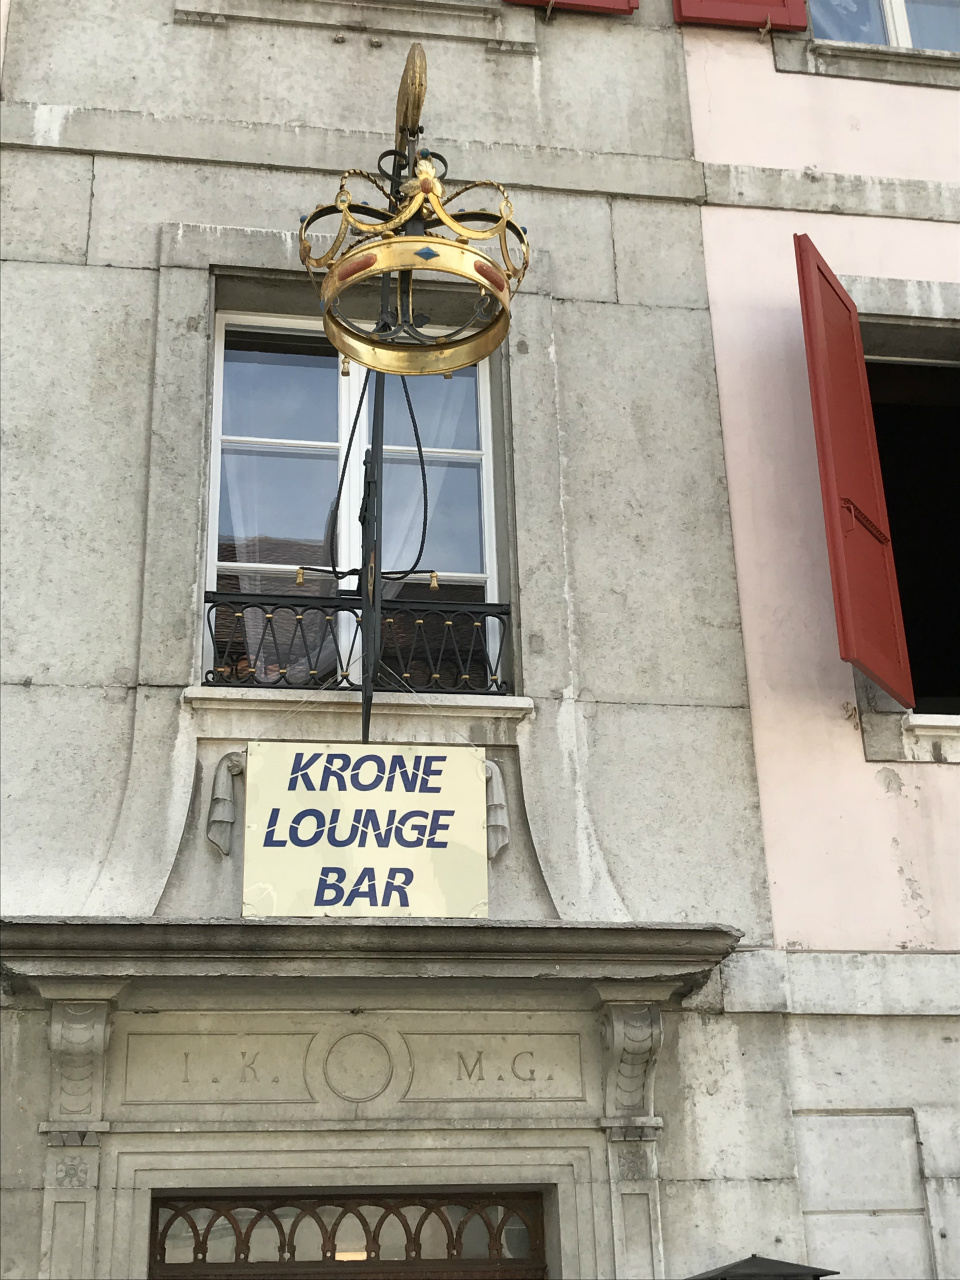 KRONE
LOUNGE
BAR
I. K. M.G.